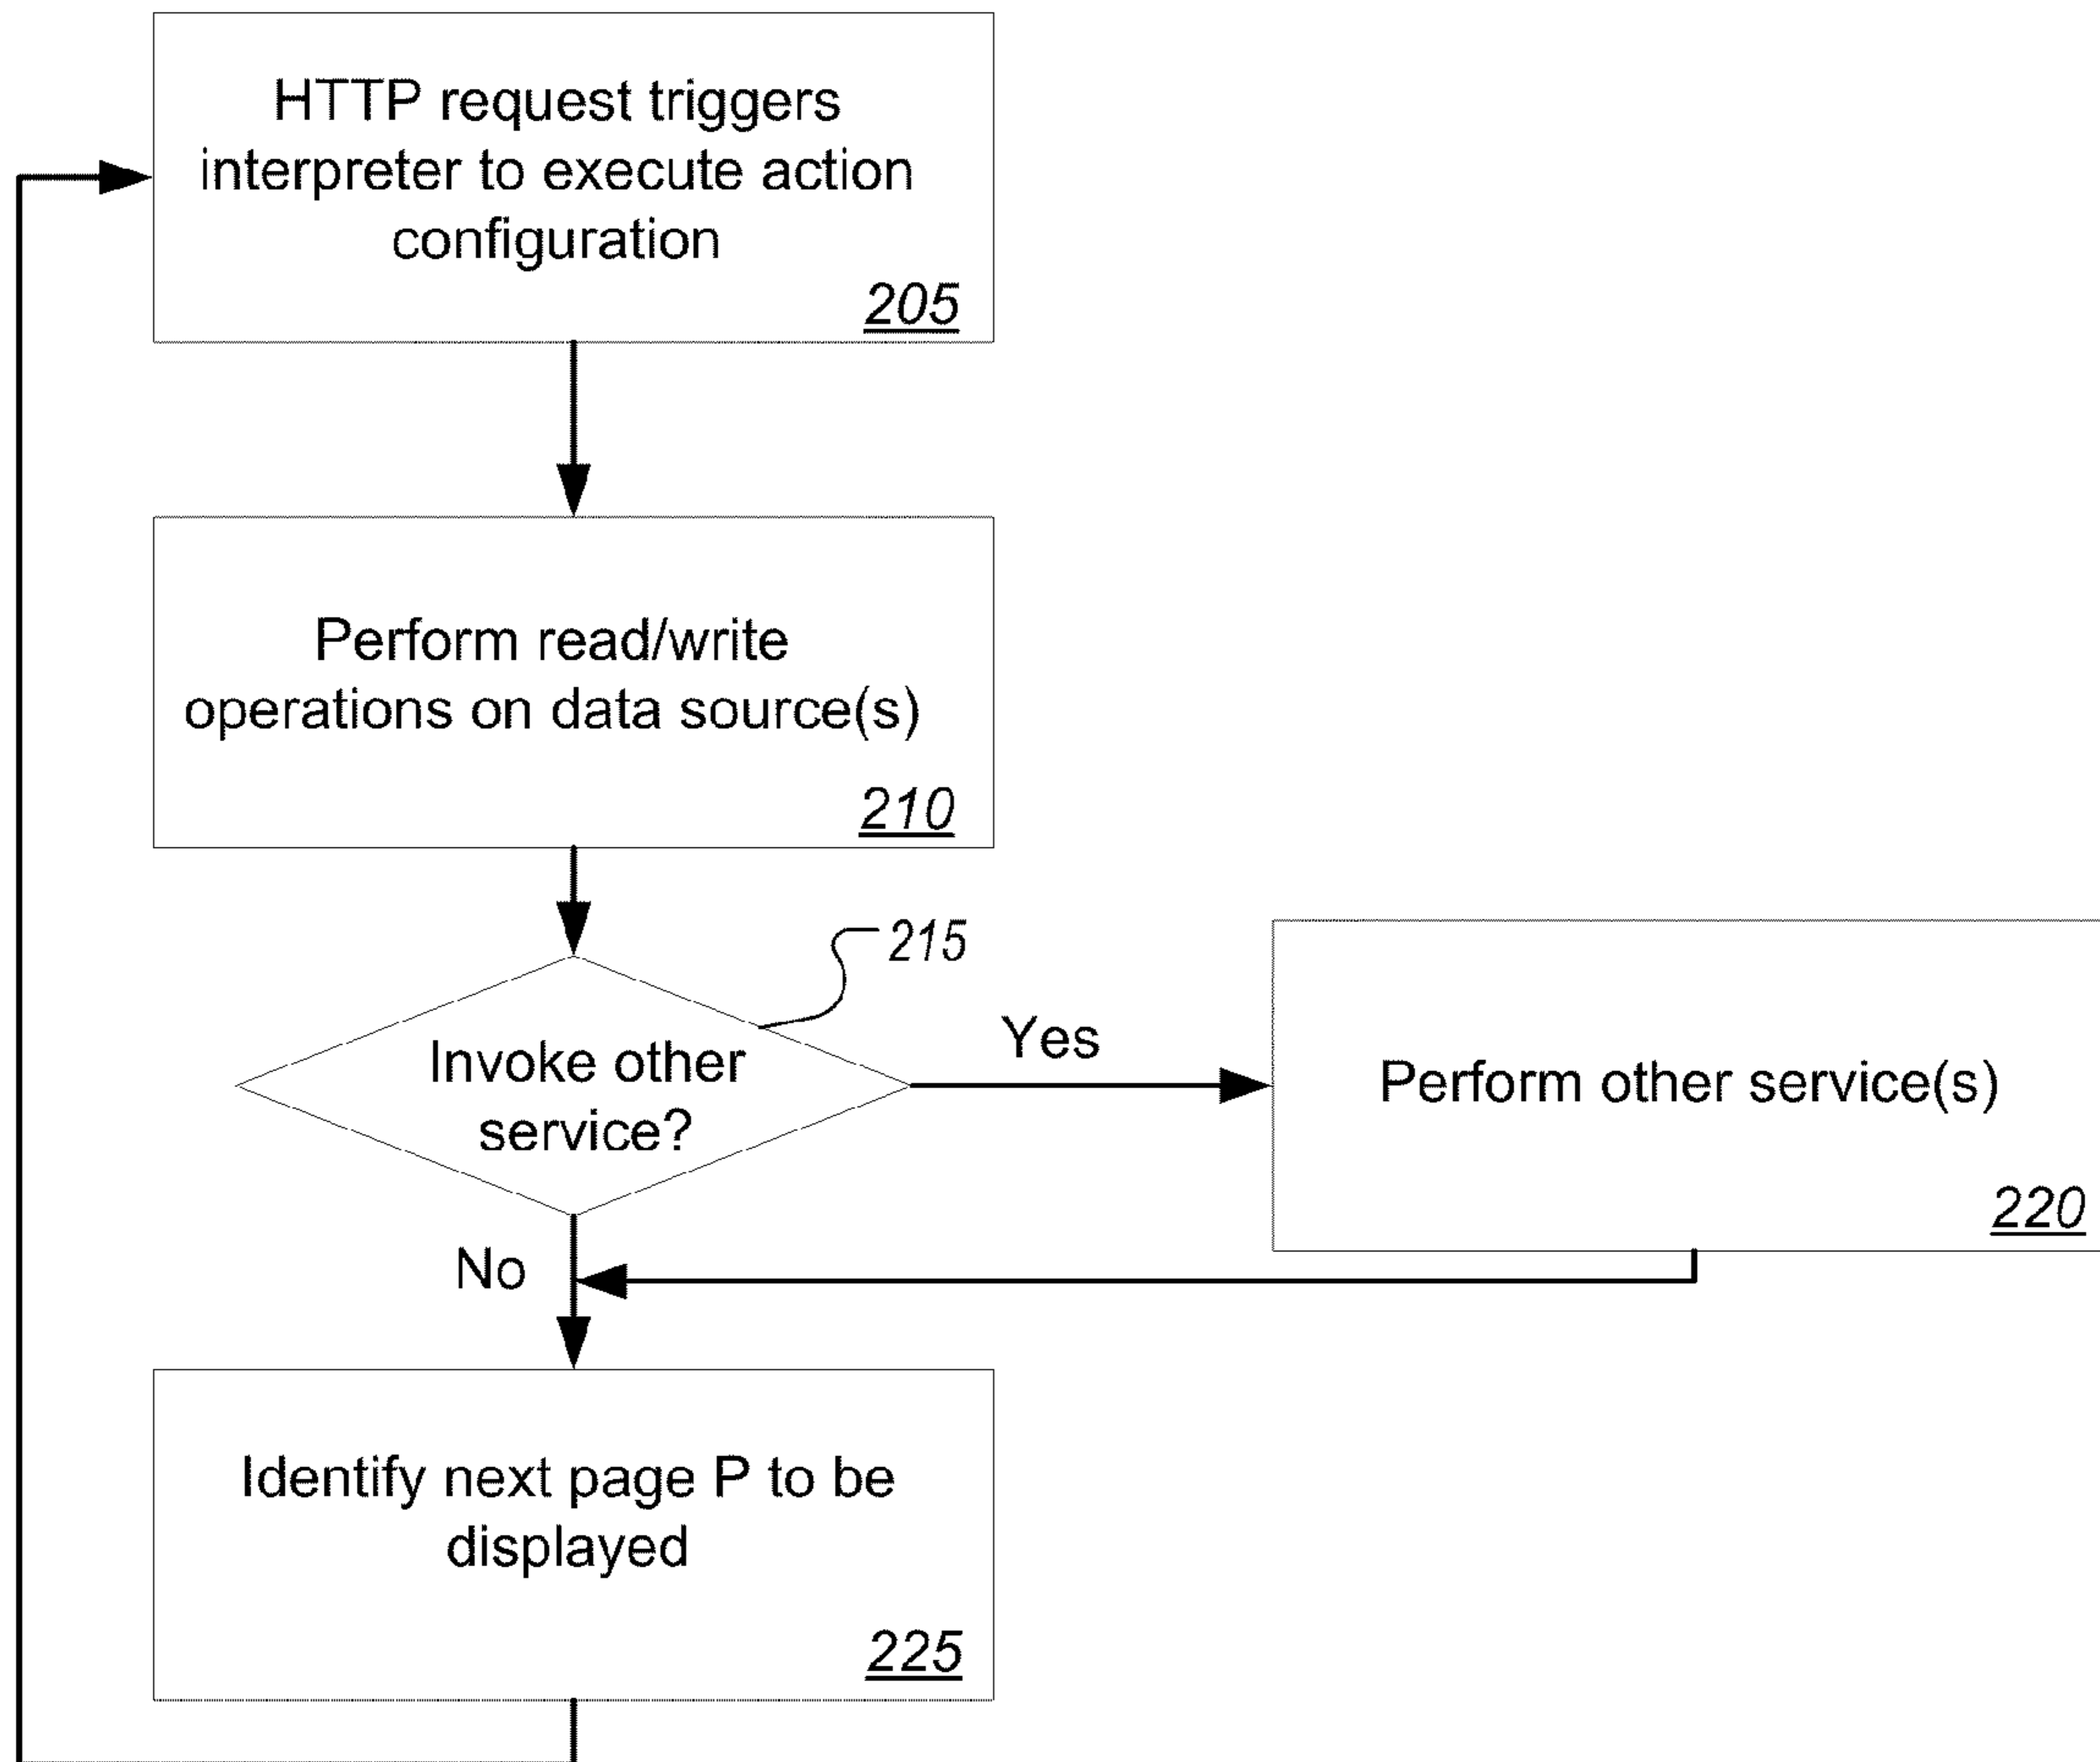 HTTP request triggers
interpreter to execute action
configuration
205
Perform read/write
operations on data source(s)
210
215
Invoke other
service?
Yes
Perform other service(s)
220
No
Identify next page P to be
displayed
225